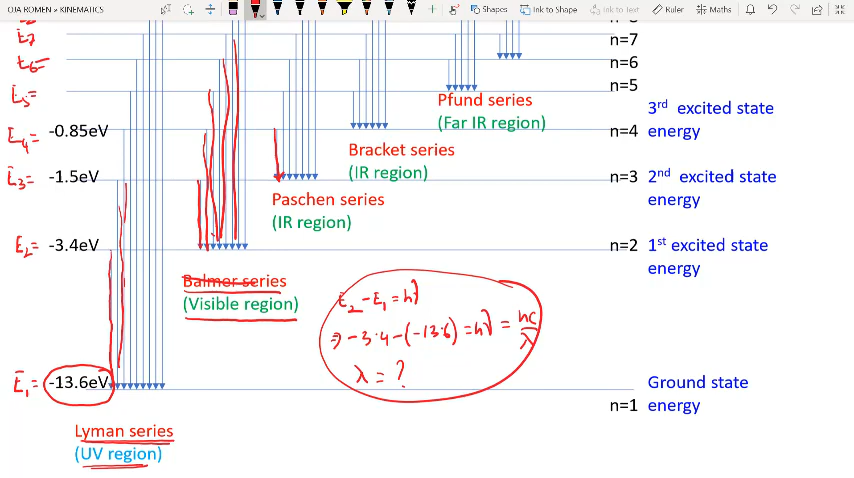 OJA ROMEN > KINEMATICS
Shapes
Ink to Shape
Ink to Text
Ruler
Maths
E7
n=7
E6
n=6
E5=
n=5
Pfund series
(Far IR region)
3rd excited state
energy
E4=
-0.85eV
n=4
Bracket series
(IR region)
E3=
-1.5eV
n=3
2nd excited state
energy
Paschen series
(IR region)
E2=
-3.4eV
n=2
1st excited state
energy
Balmer series
(Visible region)
E2 - E1 = hν
⇒ -3.4-(-13.6) = hν = hc/λ
λ = ?
E1=
-13.6eV
n=1
Ground state
energy
Lyman series
(UV region)